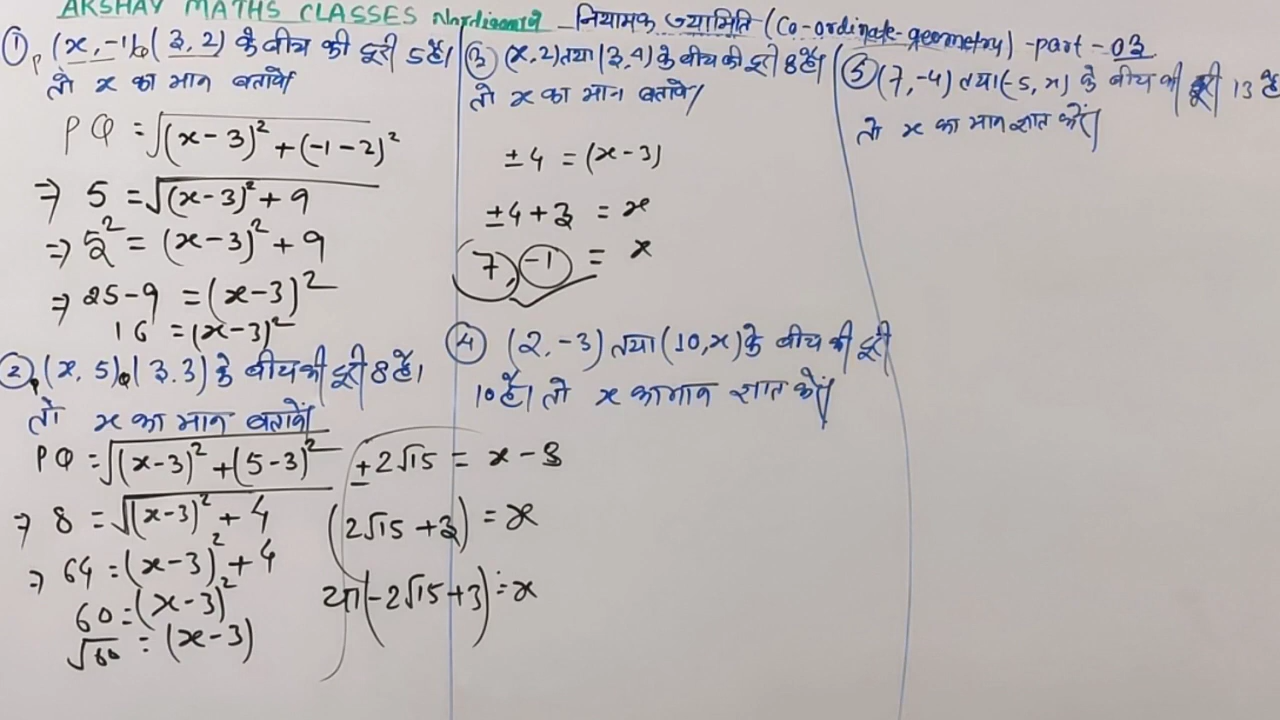 AKSHAY MATHS CLASSES नियामक ज्यामिति (Co-ordinate-geometry) -part-03
① P(x, -1) Q(3, 2) के बीच की दूरी 5 है।
तो x का मान बतावें
PQ = √(x-3)² + (-1-2)²
⇒ 5 = √(x-3)² + 9
⇒ 5² = (x-3)² + 9
⇒ 25-9 = (x-3)²
16 = (x-3)²
② P(x, 5) Q(3, 3) के बीच की दूरी 8 है।
तो x का मान बतावें
PQ = √(x-3)² + (5-3)²
⇒ 8 = √(x-3)² + 4
⇒ 64 = (x-3)² + 4
60 = (x-3)²
√60 = (x-3)
±2√15 = x-3
(2√15 + 3) = x
या (-2√15 + 3) = x
③ (x, 2) तथा (3, 4) के बीच की दूरी 8 है।
तो x का मान बतावें
±4 = (x-3)
±4+3 = x
7, -1 = x
④ (2, -3) तथा (10, x) के बीच की दूरी
10 है। तो x का मान ज्ञात करें
⑤ (7, -4) तथा (-5, x) के बीच की दूरी 13 है
तो x का मान ज्ञात करें